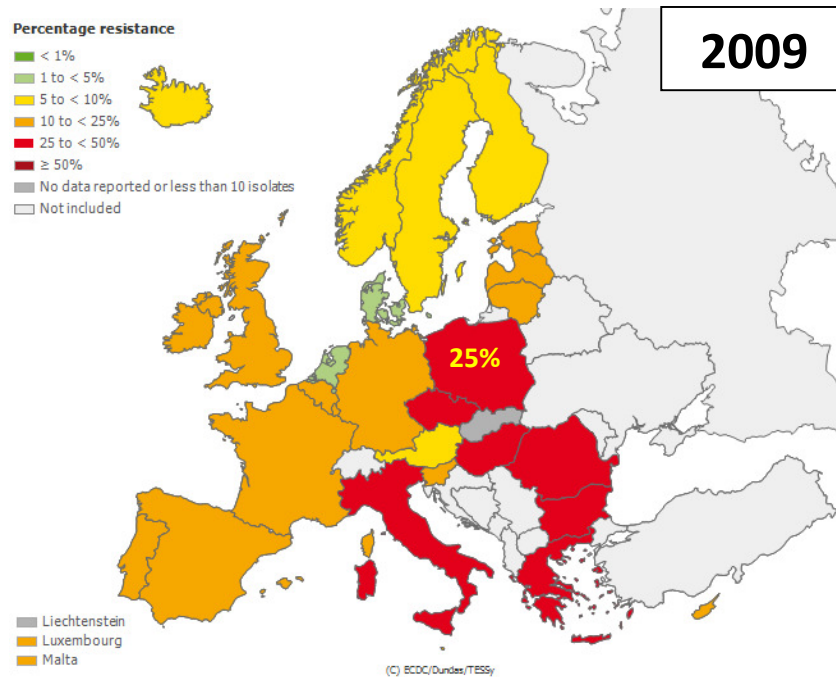 Percentage resistance
< 1%
1 to < 5%
5 to < 10%
10 to < 25%
25 to < 50%
≥ 50%
No data reported or less than 10 isolates
Not included
2009
25%
Liechtenstein
Luxembourg
Malta
(C) ECDC/Dundas/TESSy